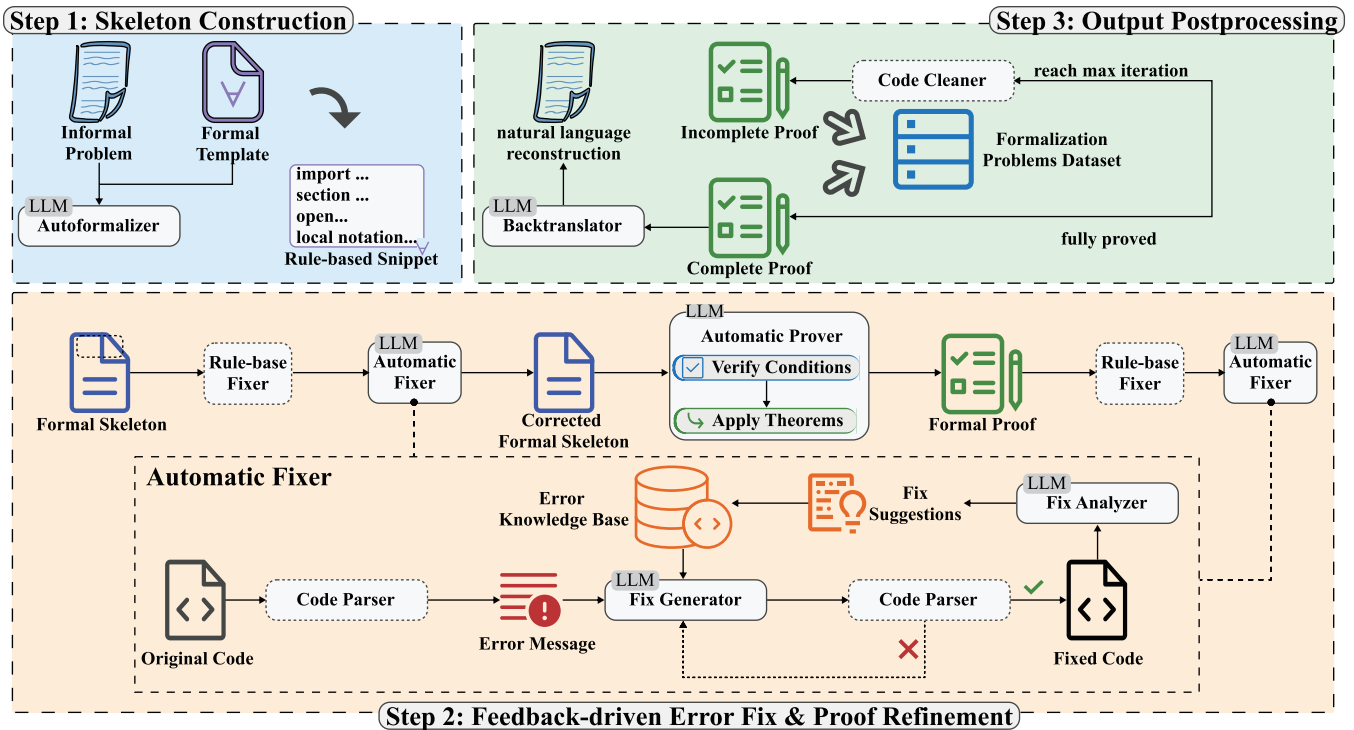 Step 1: Skeleton Construction
Informal
Problem
Formal
Template
LLM
Autoformalizer
import ...
section ...
open...
local notation...
Rule-based Snippet
Step 3: Output Postprocessing
natural language
reconstruction
Incomplete Proof
Code Cleaner
reach max iteration
Formalization
Problems Dataset
LLM
Backtranslator
Complete Proof
fully proved
Formal Skeleton
Rule-base
Fixer
LLM
Automatic
Fixer
Corrected
Formal Skeleton
LLM
Automatic Prover
Verify Conditions
Apply Theorems
Formal Proof
Rule-base
Fixer
LLM
Automatic
Fixer
Automatic Fixer
Error
Knowledge Base
Fix
Suggestions
LLM
Fix Analyzer
Original Code
Code Parser
Error Message
LLM
Fix Generator
Code Parser
Fixed Code
Step 2: Feedback-driven Error Fix & Proof Refinement